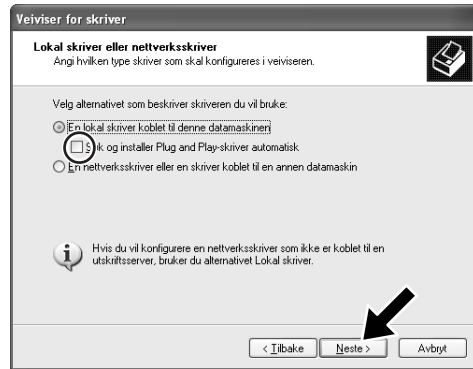 Veiviser for skriver
Lokal skriver eller nettverksskriver
Angi hvilken type skriver som skal konfigureres i veiviseren.
Velg alternativet som beskriver skriveren du vil bruke:
En lokal skriver koblet til denne datamaskinen
Søk og installer Plug and Play-skriver automatisk
En nettverksskriver eller en skriver koblet til en annen datamaskin
Hvis du vil konfigurere en nettverksskriver som ikke er koblet til en
utskriftsserver, bruker du alternativet Lokal skriver.
< Tilbake Neste > Avbryt